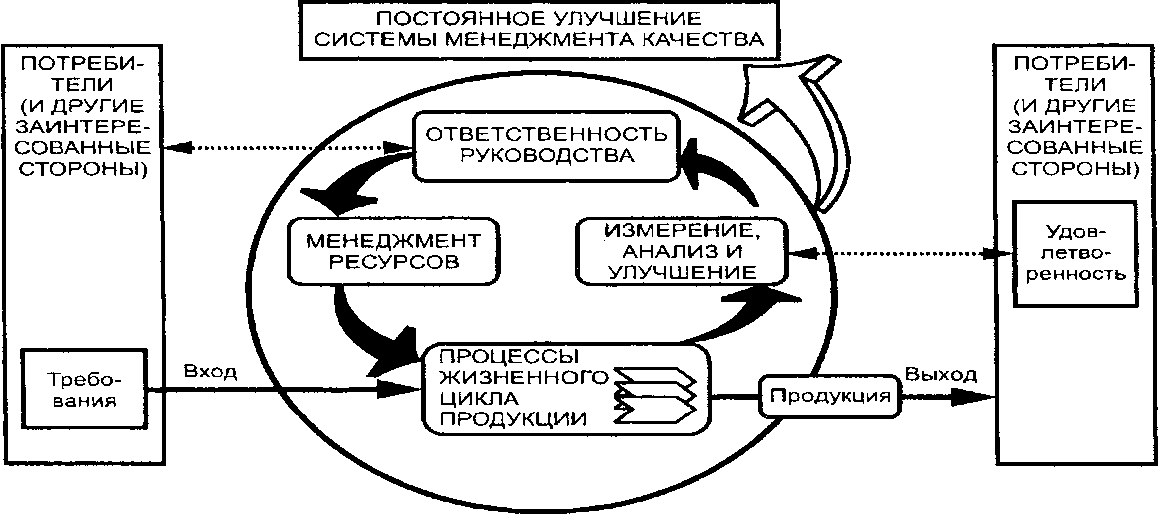 ПОСТОЯННОЕ УЛУЧШЕНИЕ
СИСТЕМЫ МЕНЕДЖМЕНТА КАЧЕСТВА
ПОТРЕБИ-
ТЕЛИ
(И ДРУГИЕ
ЗАИНТЕРЕ-
СОВАННЫЕ
СТОРОНЫ)
Требо-
вания
Вход
ОТВЕТСТВЕННОСТЬ
РУКОВОДСТВА
МЕНЕДЖМЕНТ
РЕСУРСОВ
ИЗМЕРЕНИЕ,
АНАЛИЗ И
УЛУЧШЕНИЕ
ПРОЦЕССЫ
ЖИЗНЕННОГО
ЦИКЛА
ПРОДУКЦИИ
Продукция
Выход
ПОТРЕБИ-
ТЕЛИ
(И ДРУГИЕ
ЗАИНТЕРЕ-
СОВАННЫЕ
СТОРОНЫ)
Удов-
летво-
ренность